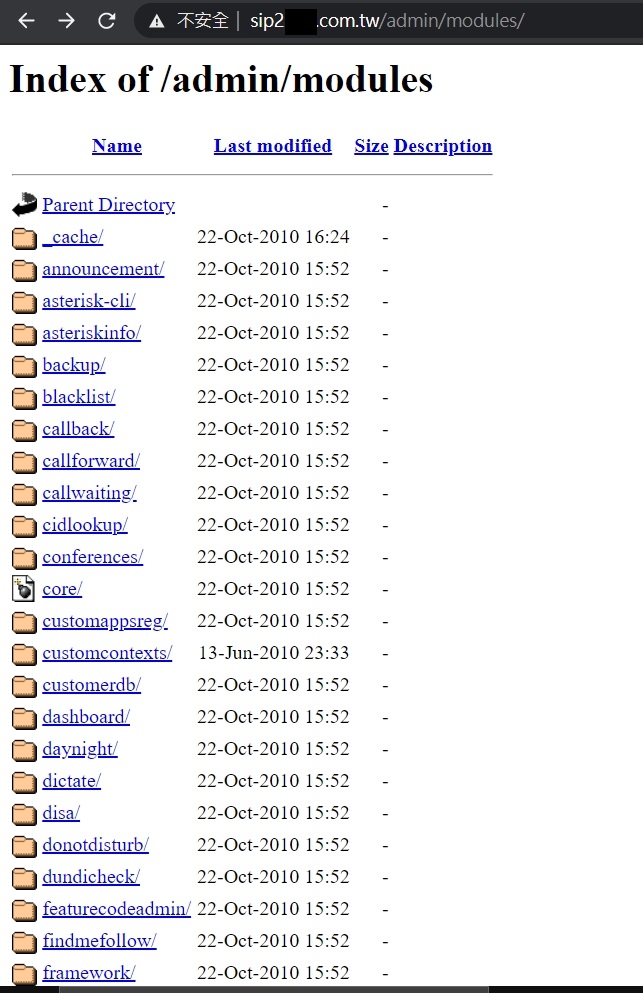 不安全 | sip2 .com.tw/admin/modules/
Index of /admin/modules
Name Last modified Size Description
Parent Directory -
_cache/ 22-Oct-2010 16:24 -
announcement/ 22-Oct-2010 15:52 -
asterisk-cli/ 22-Oct-2010 15:52 -
asteriskinfo/ 22-Oct-2010 15:52 -
backup/ 22-Oct-2010 15:52 -
blacklist/ 22-Oct-2010 15:52 -
callback/ 22-Oct-2010 15:52 -
callforward/ 22-Oct-2010 15:52 -
callwaiting/ 22-Oct-2010 15:52 -
cidlookup/ 22-Oct-2010 15:52 -
conferences/ 22-Oct-2010 15:52 -
core/ 22-Oct-2010 15:52 -
customappsreg/ 22-Oct-2010 15:52 -
customcontexts/ 13-Jun-2010 23:33 -
customerdb/ 22-Oct-2010 15:52 -
dashboard/ 22-Oct-2010 15:52 -
daynight/ 22-Oct-2010 15:52 -
dictate/ 22-Oct-2010 15:52 -
disa/ 22-Oct-2010 15:52 -
donotdisturb/ 22-Oct-2010 15:52 -
dundicheck/ 22-Oct-2010 15:52 -
featurecodeadmin/ 22-Oct-2010 15:52 -
findmefollow/ 22-Oct-2010 15:52 -
framework/ 22-Oct-2010 15:52 -